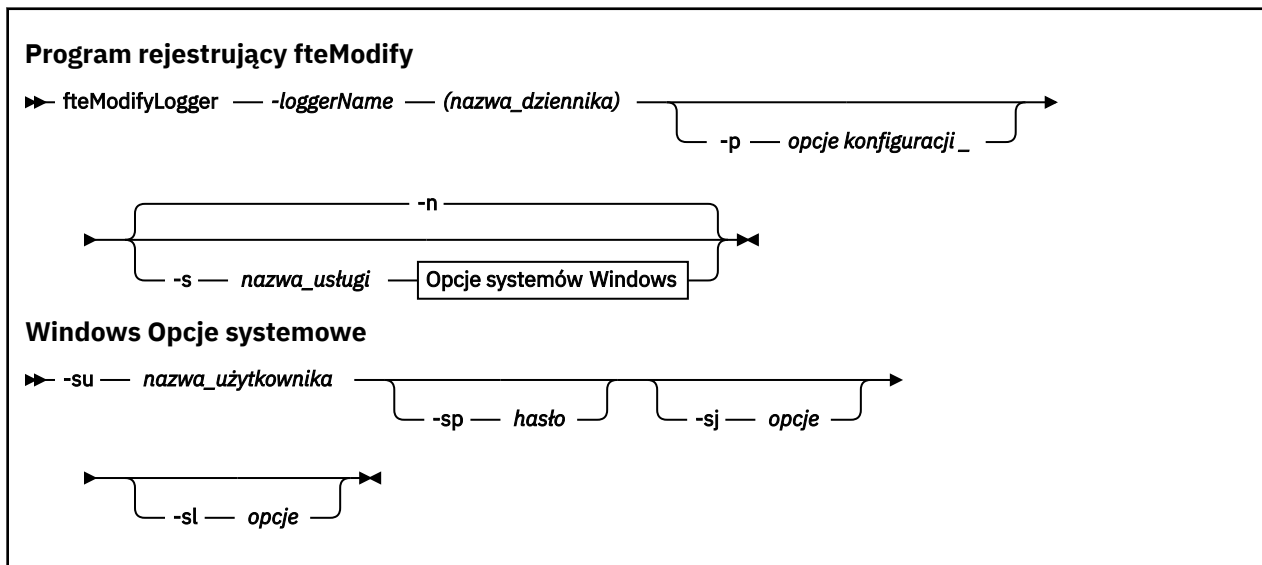 Program rejestrujący fteModify
fteModifyLogger -loggerName (nazwa_dziennika)
-p opcje konfiguracji _
-n
-s nazwa_usługi Opcje systemów Windows
Windows Opcje systemowe
-su nazwa_użytkownika
-sp hasło -sj opcje
-sl opcje